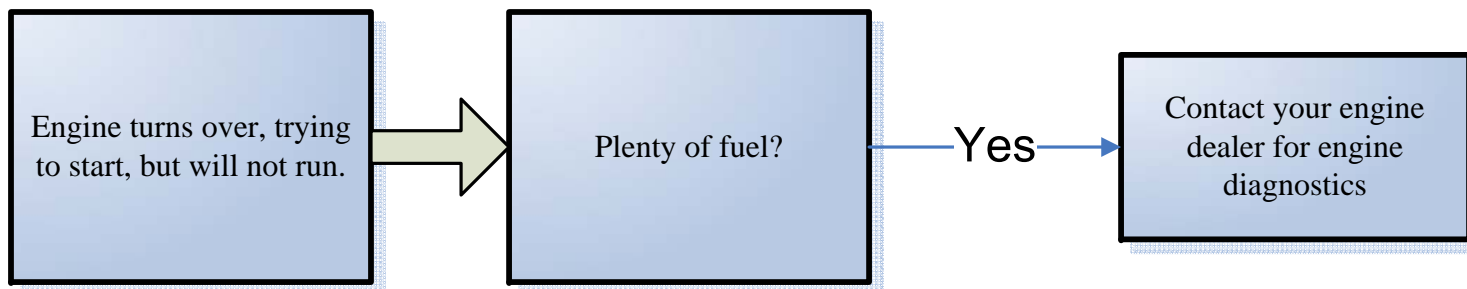 Engine turns over, trying
to start, but will not run.
Plenty of fuel?
Yes
Contact your engine
dealer for engine
diagnostics